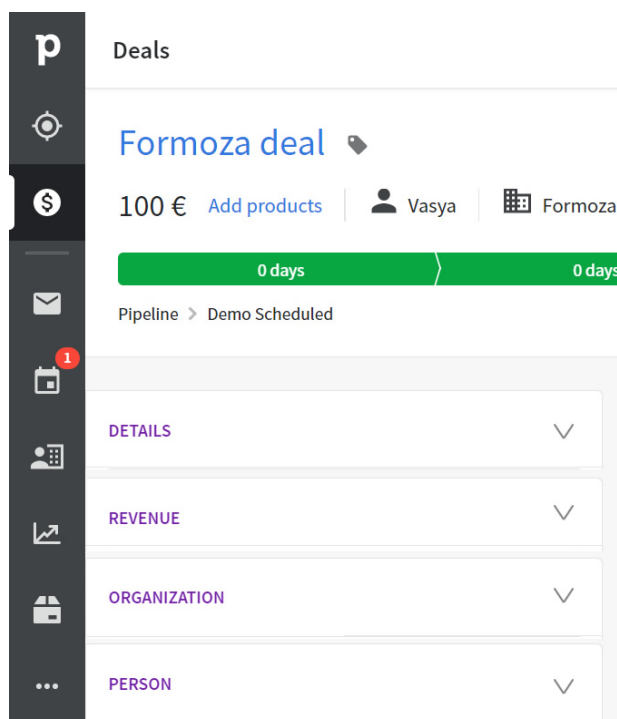 p
Deals
Formoza deal
100 € Add products Vasya Formoza
0 days 0 days
Pipeline > Demo Scheduled
1
DETAILS
REVENUE
ORGANIZATION
PERSON